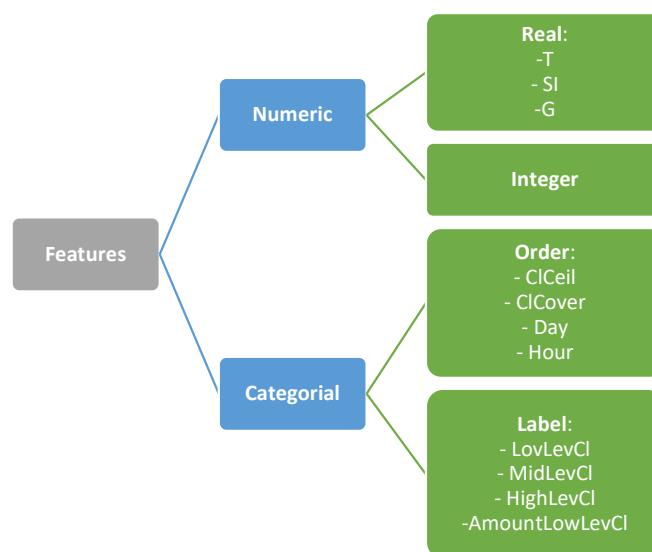 Features
Numeric
Real:
-T
- SI
-G
Integer
Categorial
Order:
- ClCeil
- ClCover
- Day
- Hour
Label:
- LovLevCl
- MidLevCl
- HighLevCl
-AmountLowLevCl